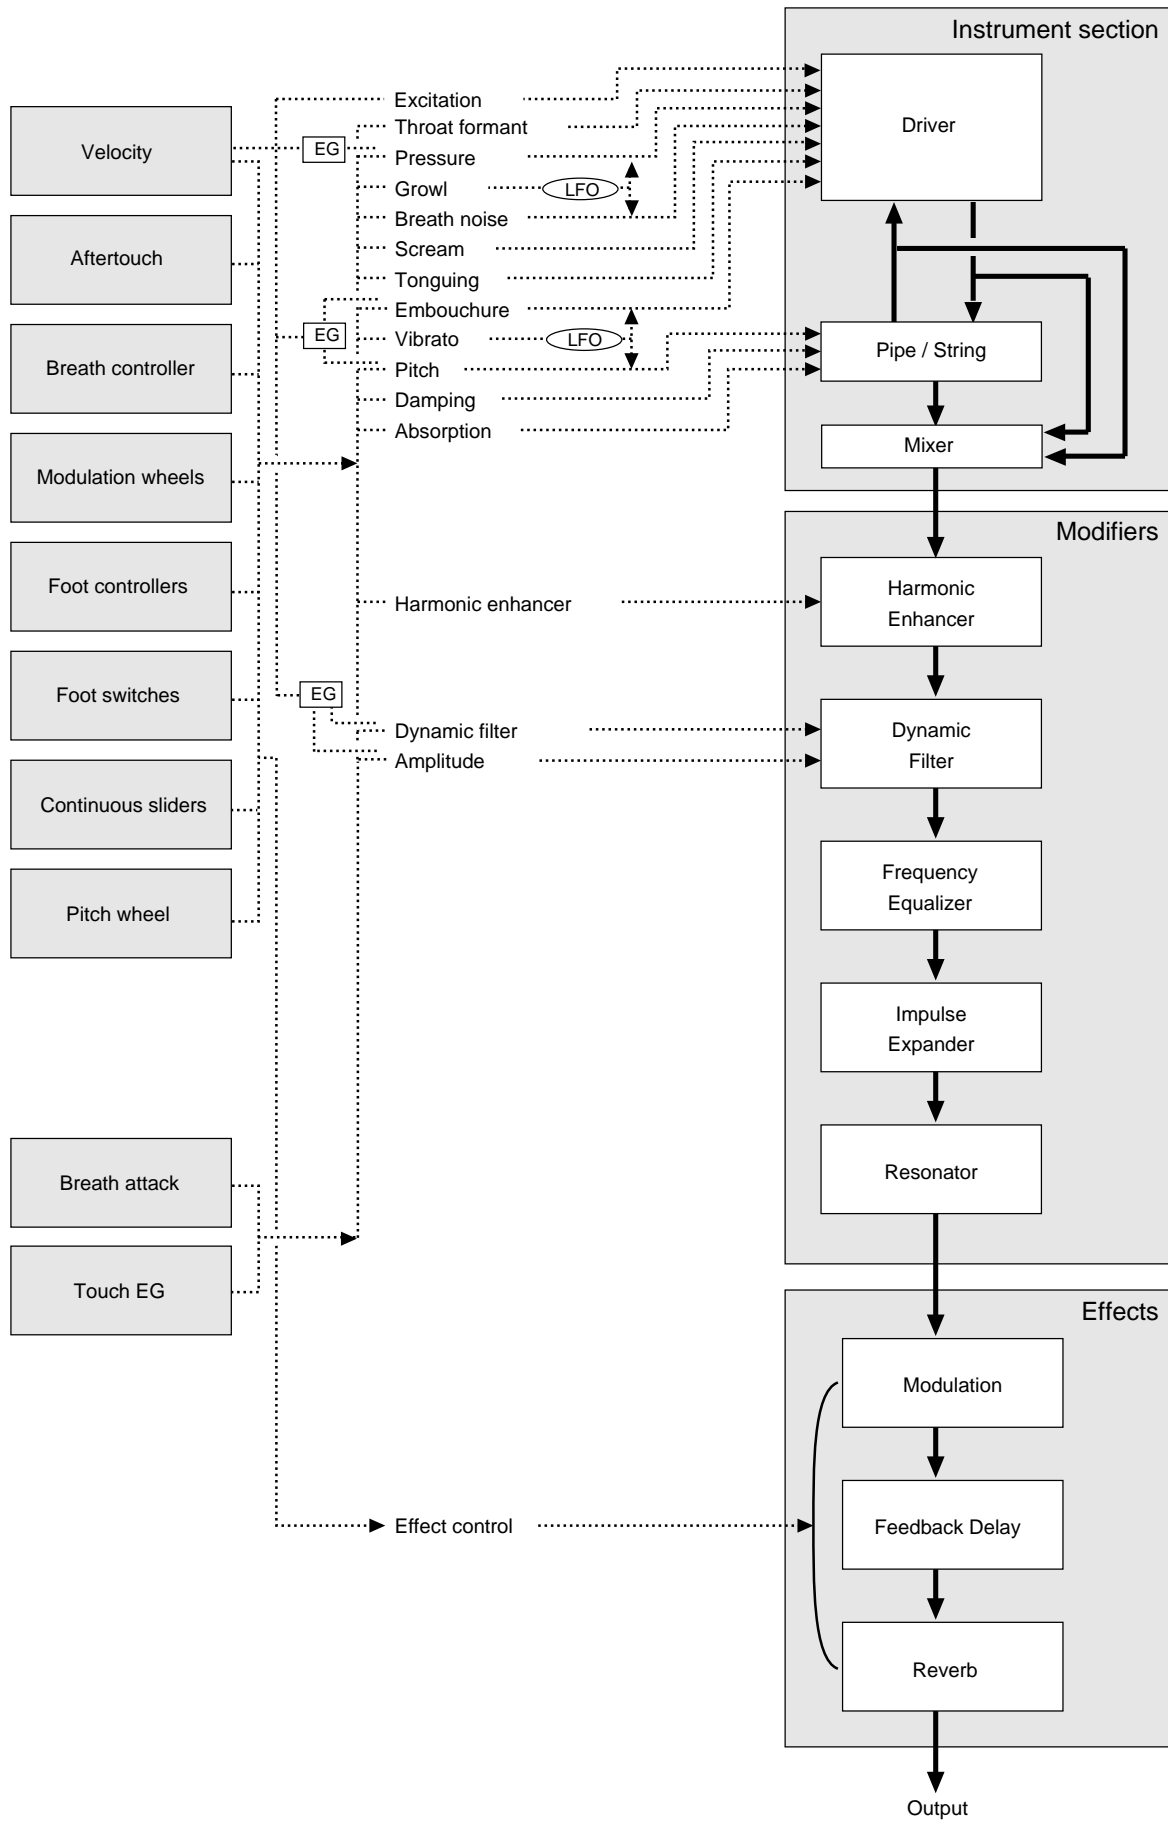 Instrument section
Excitation
Throat formant
Driver
Velocity
EG
Pressure
Growl
LFO
Breath noise
Scream
Aftertouch
Tonguing
Embouchure
EG
Vibrato
LFO
Pipe / String
Breath controller
Pitch
Damping
Absorption
Mixer
Modulation wheels
Modifiers
Foot controllers
Harmonic enhancer
Harmonic
Enhancer
Foot switches
EG
Dynamic filter
Dynamic
Filter
Amplitude
Continuous sliders
Frequency
Equalizer
Pitch wheel
Impulse
Expander
Breath attack
Resonator
Touch EG
Effects
Modulation
Effect control
Feedback Delay
Reverb
Output